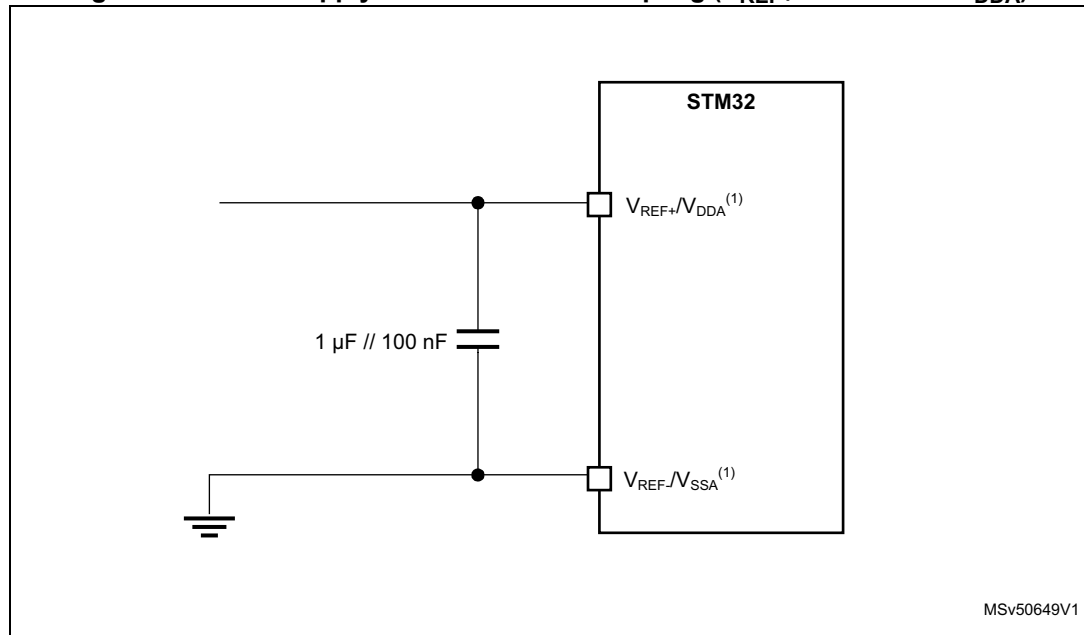 STM32
VREF+/VDDA(1)
1 µF // 100 nF
VREF-/VSSA(1)
MSv50649V1